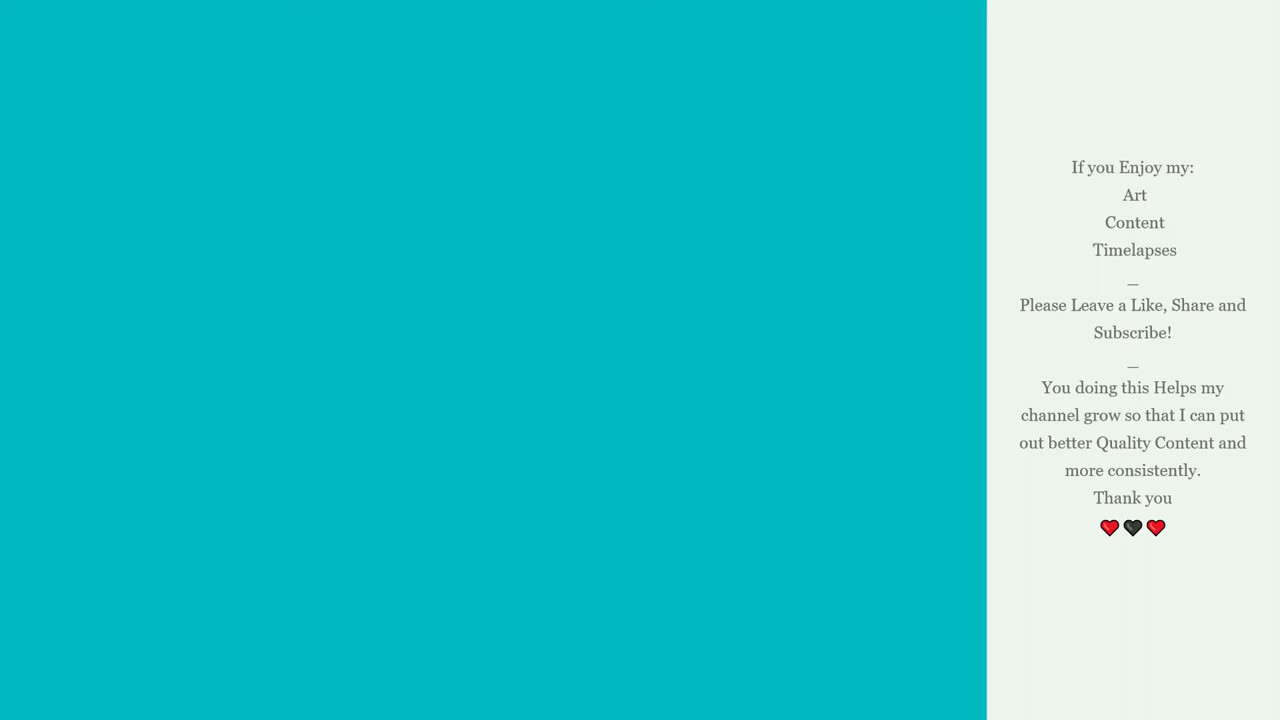 If you Enjoy my:
Art
Content
Timelapses
_
Please Leave a Like, Share and
Subscribe!
_
You doing this Helps my
channel grow so that I can put
out better Quality Content and
more consistently.
Thank you
❤️🖤❤️